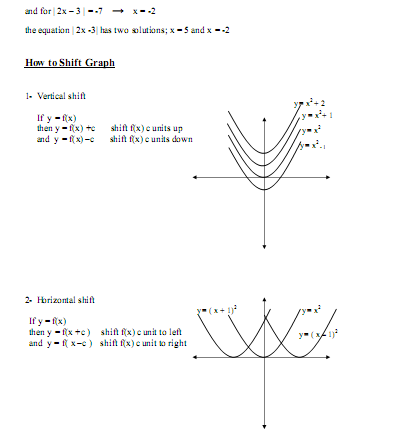 and for | 2x – 3 | = -7 → x = -2
the equation | 2x -3| has two solutions; x = 5 and x = -2
How to Shift Graph
1- Vertical shift
If y = f(x)
then y = f(x) +c shift f(x) c units up
and y = f(x) –c shift f(x) c units down
y= x² + 2
y = x² + 1
y= x²
y= x² - 1
2- Horizontal shift
If y = f(x)
then y = f(x +c) shift f(x) c unit to left
and y = f( x–c ) shift f(x) c unit to right
y= ( x + 1)²
y= x²
y= ( x - 1)²